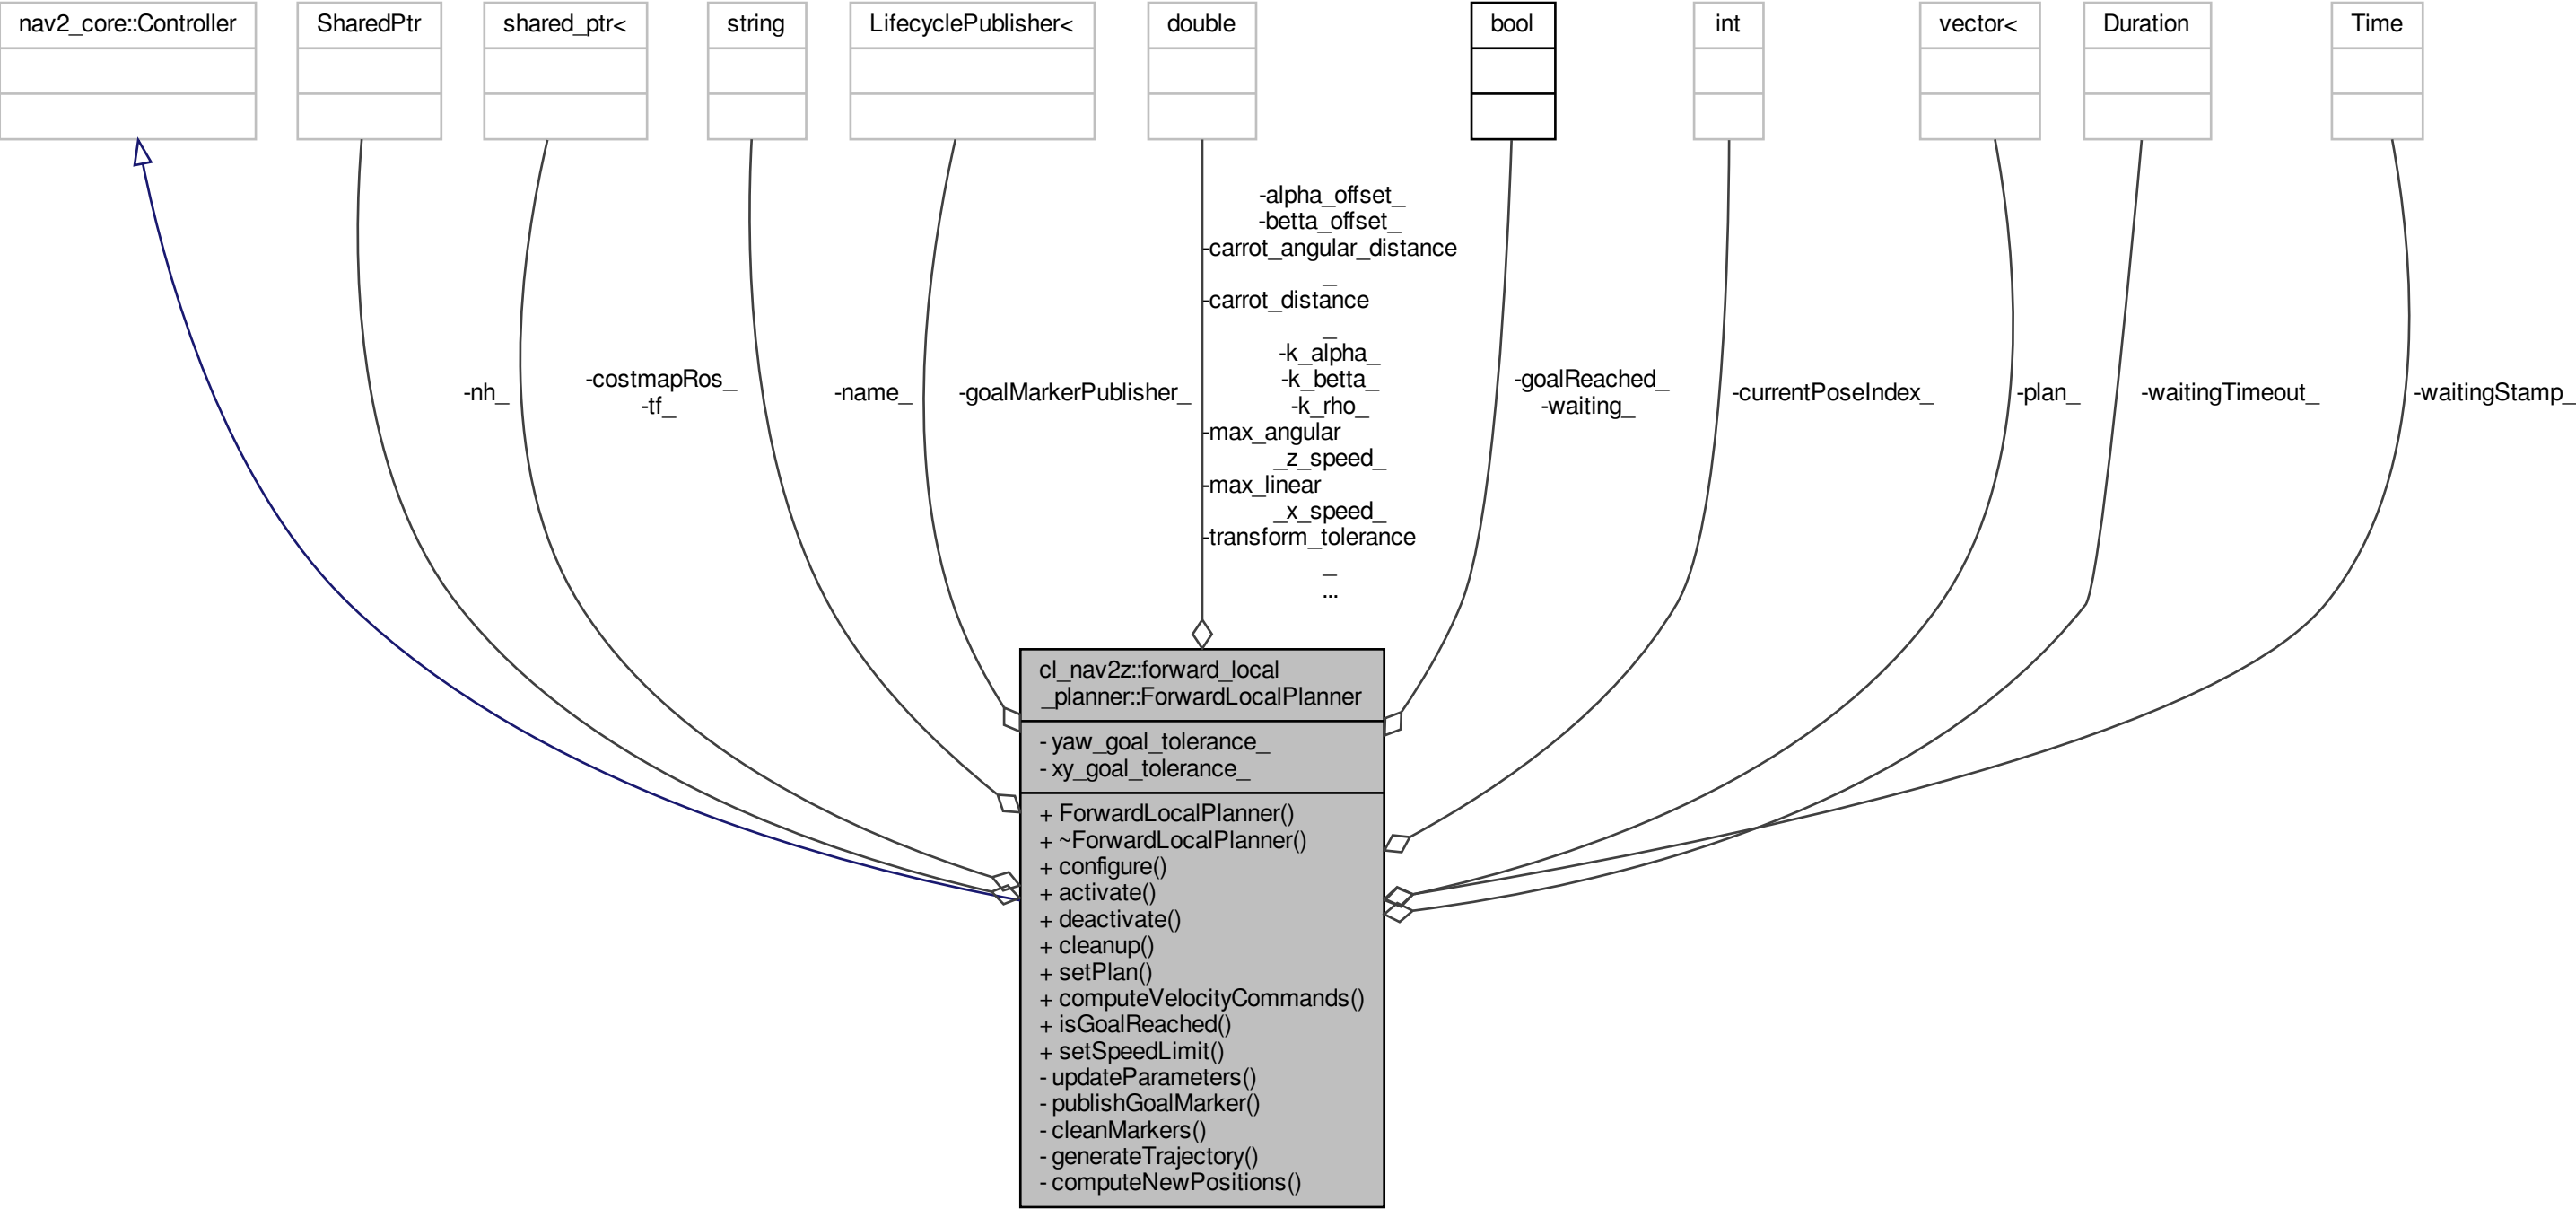 nav2_core::Controller
SharedPtr
shared_ptr<
string
LifecyclePublisher<
double
bool
int
vector<
Duration
Time
-nh_
-costmapRos_
-tf_
-name_
-goalMarkerPublisher_
-alpha_offset_
-betta_offset_
-carrot_angular_distance
_
-carrot_distance
_
-k_alpha_
-k_betta_
-k_rho_
-max_angular
_z_speed_
-max_linear
_x_speed_
-transform_tolerance
_
...
-goalReached_
-waiting_
-currentPoseIndex_
-plan_
-waitingTimeout_
-waitingStamp_
cl_nav2z::forward_local
_planner::ForwardLocalPlanner
- yaw_goal_tolerance_
- xy_goal_tolerance_
+ ForwardLocalPlanner()
+ ~ForwardLocalPlanner()
+ configure()
+ activate()
+ deactivate()
+ cleanup()
+ setPlan()
+ computeVelocityCommands()
+ isGoalReached()
+ setSpeedLimit()
- updateParameters()
- publishGoalMarker()
- cleanMarkers()
- generateTrajectory()
- computeNewPositions()